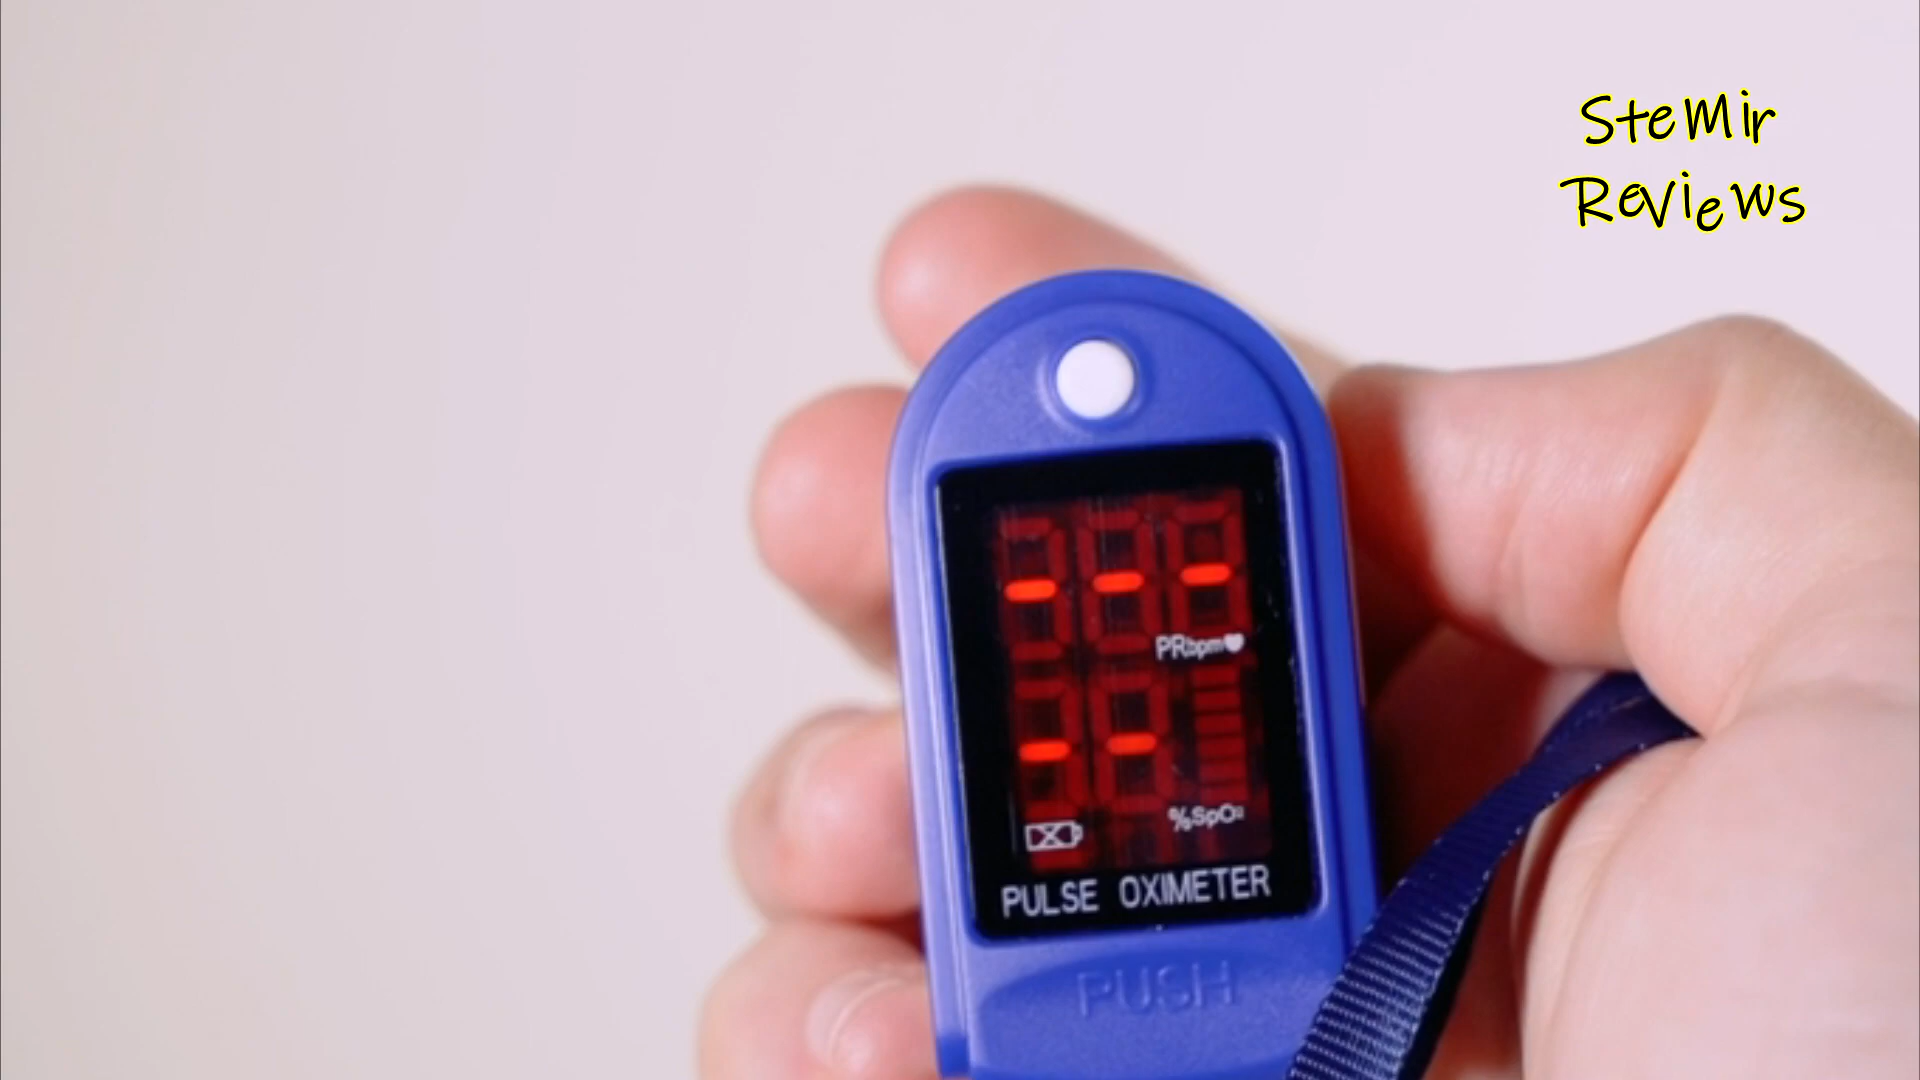 SteMir
Reviews
--- 
PRbpm♥
--
%SpO2
PULSE OXIMETER
PUSH